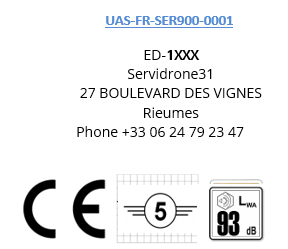 UAS-FR-SER900-0001
ED-1XXX
Servidrone31
27 BOULEVARD DES VIGNES
Rieumes
Phone +33 06 24 79 23 47
CE
5
LWA
93 dB